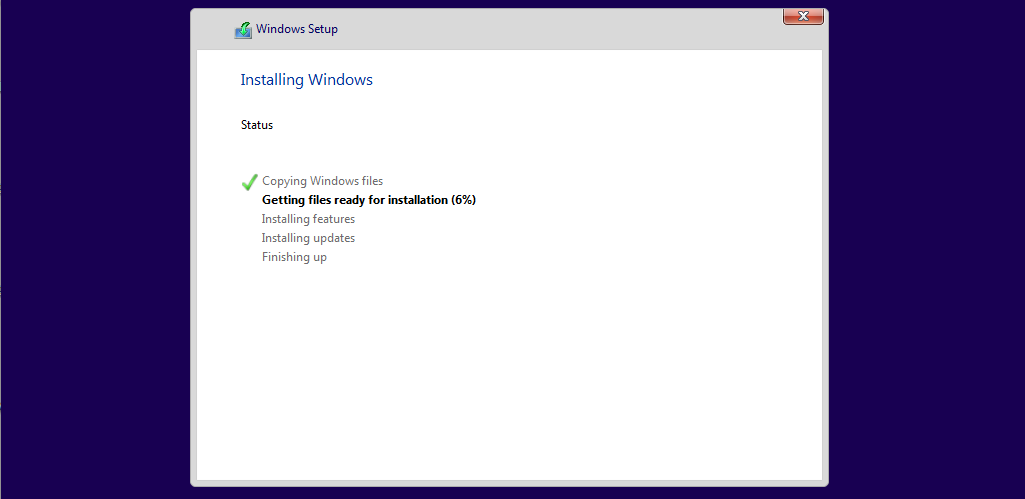 Windows Setup
Installing Windows
Status
Copying Windows files
Getting files ready for installation (6%)
Installing features
Installing updates
Finishing up